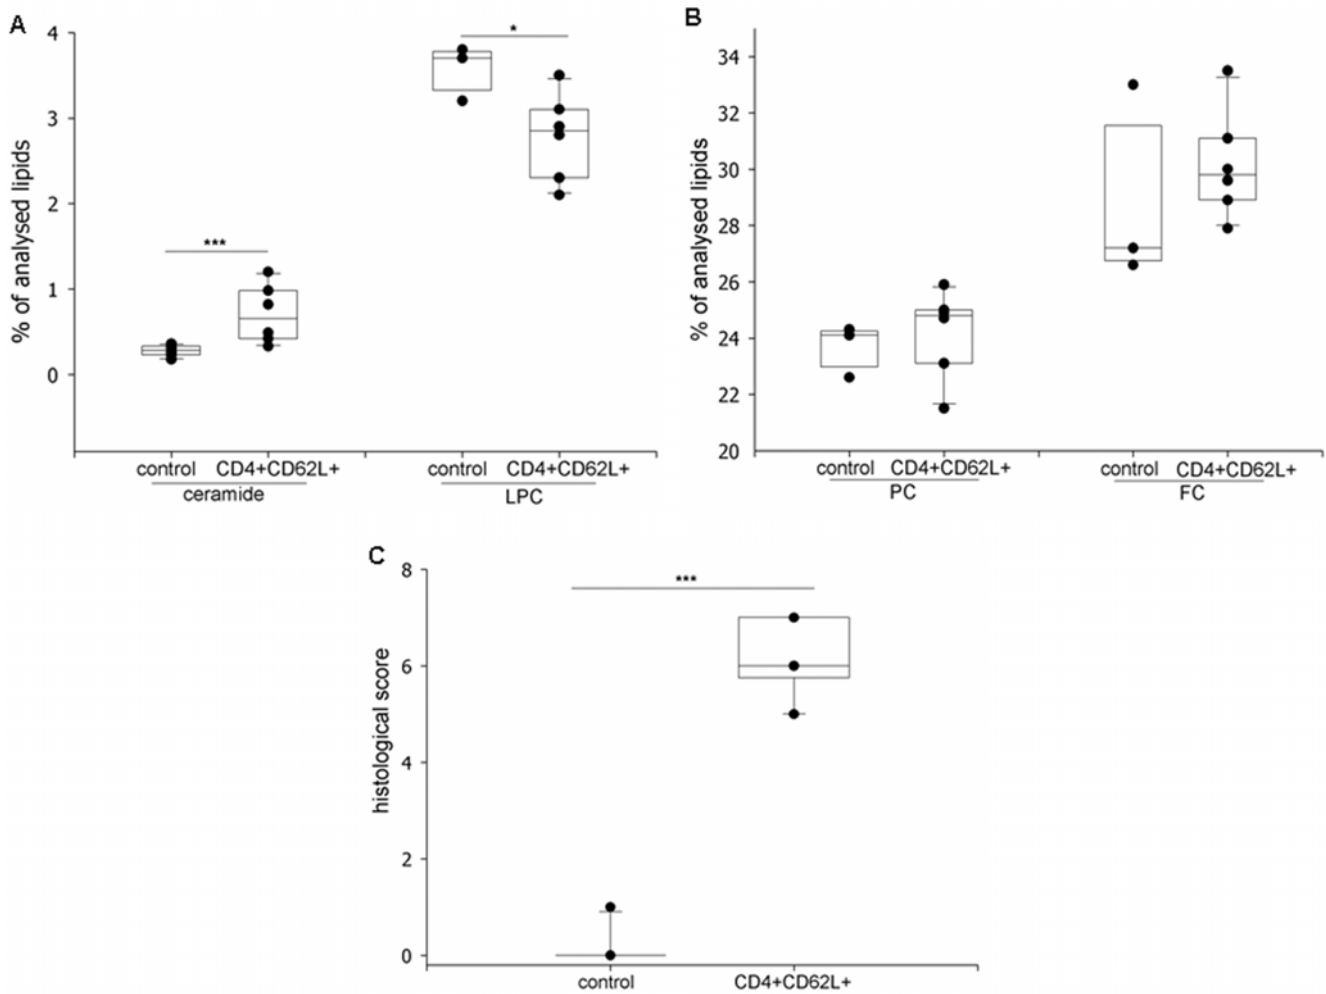 A
% of analysed lipids
4
3
2
1
0
***
*
control CD4+CD62L+ control CD4+CD62L+
ceramide LPC
B
% of analysed lipids
34
32
30
28
26
24
22
20
control CD4+CD62L+ control CD4+CD62L+
PC FC
C
histological score
8
6
4
2
0
***
control CD4+CD62L+